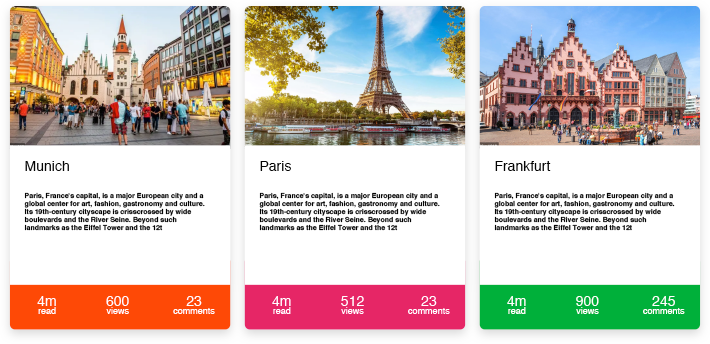 Munich
Paris, France's capital, is a major European city and a
global center for art, fashion, gastronomy and culture.
Its 19th-century cityscape is crisscrossed by wide
boulevards and the River Seine. Beyond such
landmarks as the Eiffel Tower and the 12t
4m 600 23
read views comments
Paris
Paris, France's capital, is a major European city and a
global center for art, fashion, gastronomy and culture.
Its 19th-century cityscape is crisscrossed by wide
boulevards and the River Seine. Beyond such
landmarks as the Eiffel Tower and the 12t
4m 512 23
read views comments
Frankfurt
Paris, France's capital, is a major European city and a
global center for art, fashion, gastronomy and culture.
Its 19th-century cityscape is crisscrossed by wide
boulevards and the River Seine. Beyond such
landmarks as the Eiffel Tower and the 12t
4m 900 245
read views comments